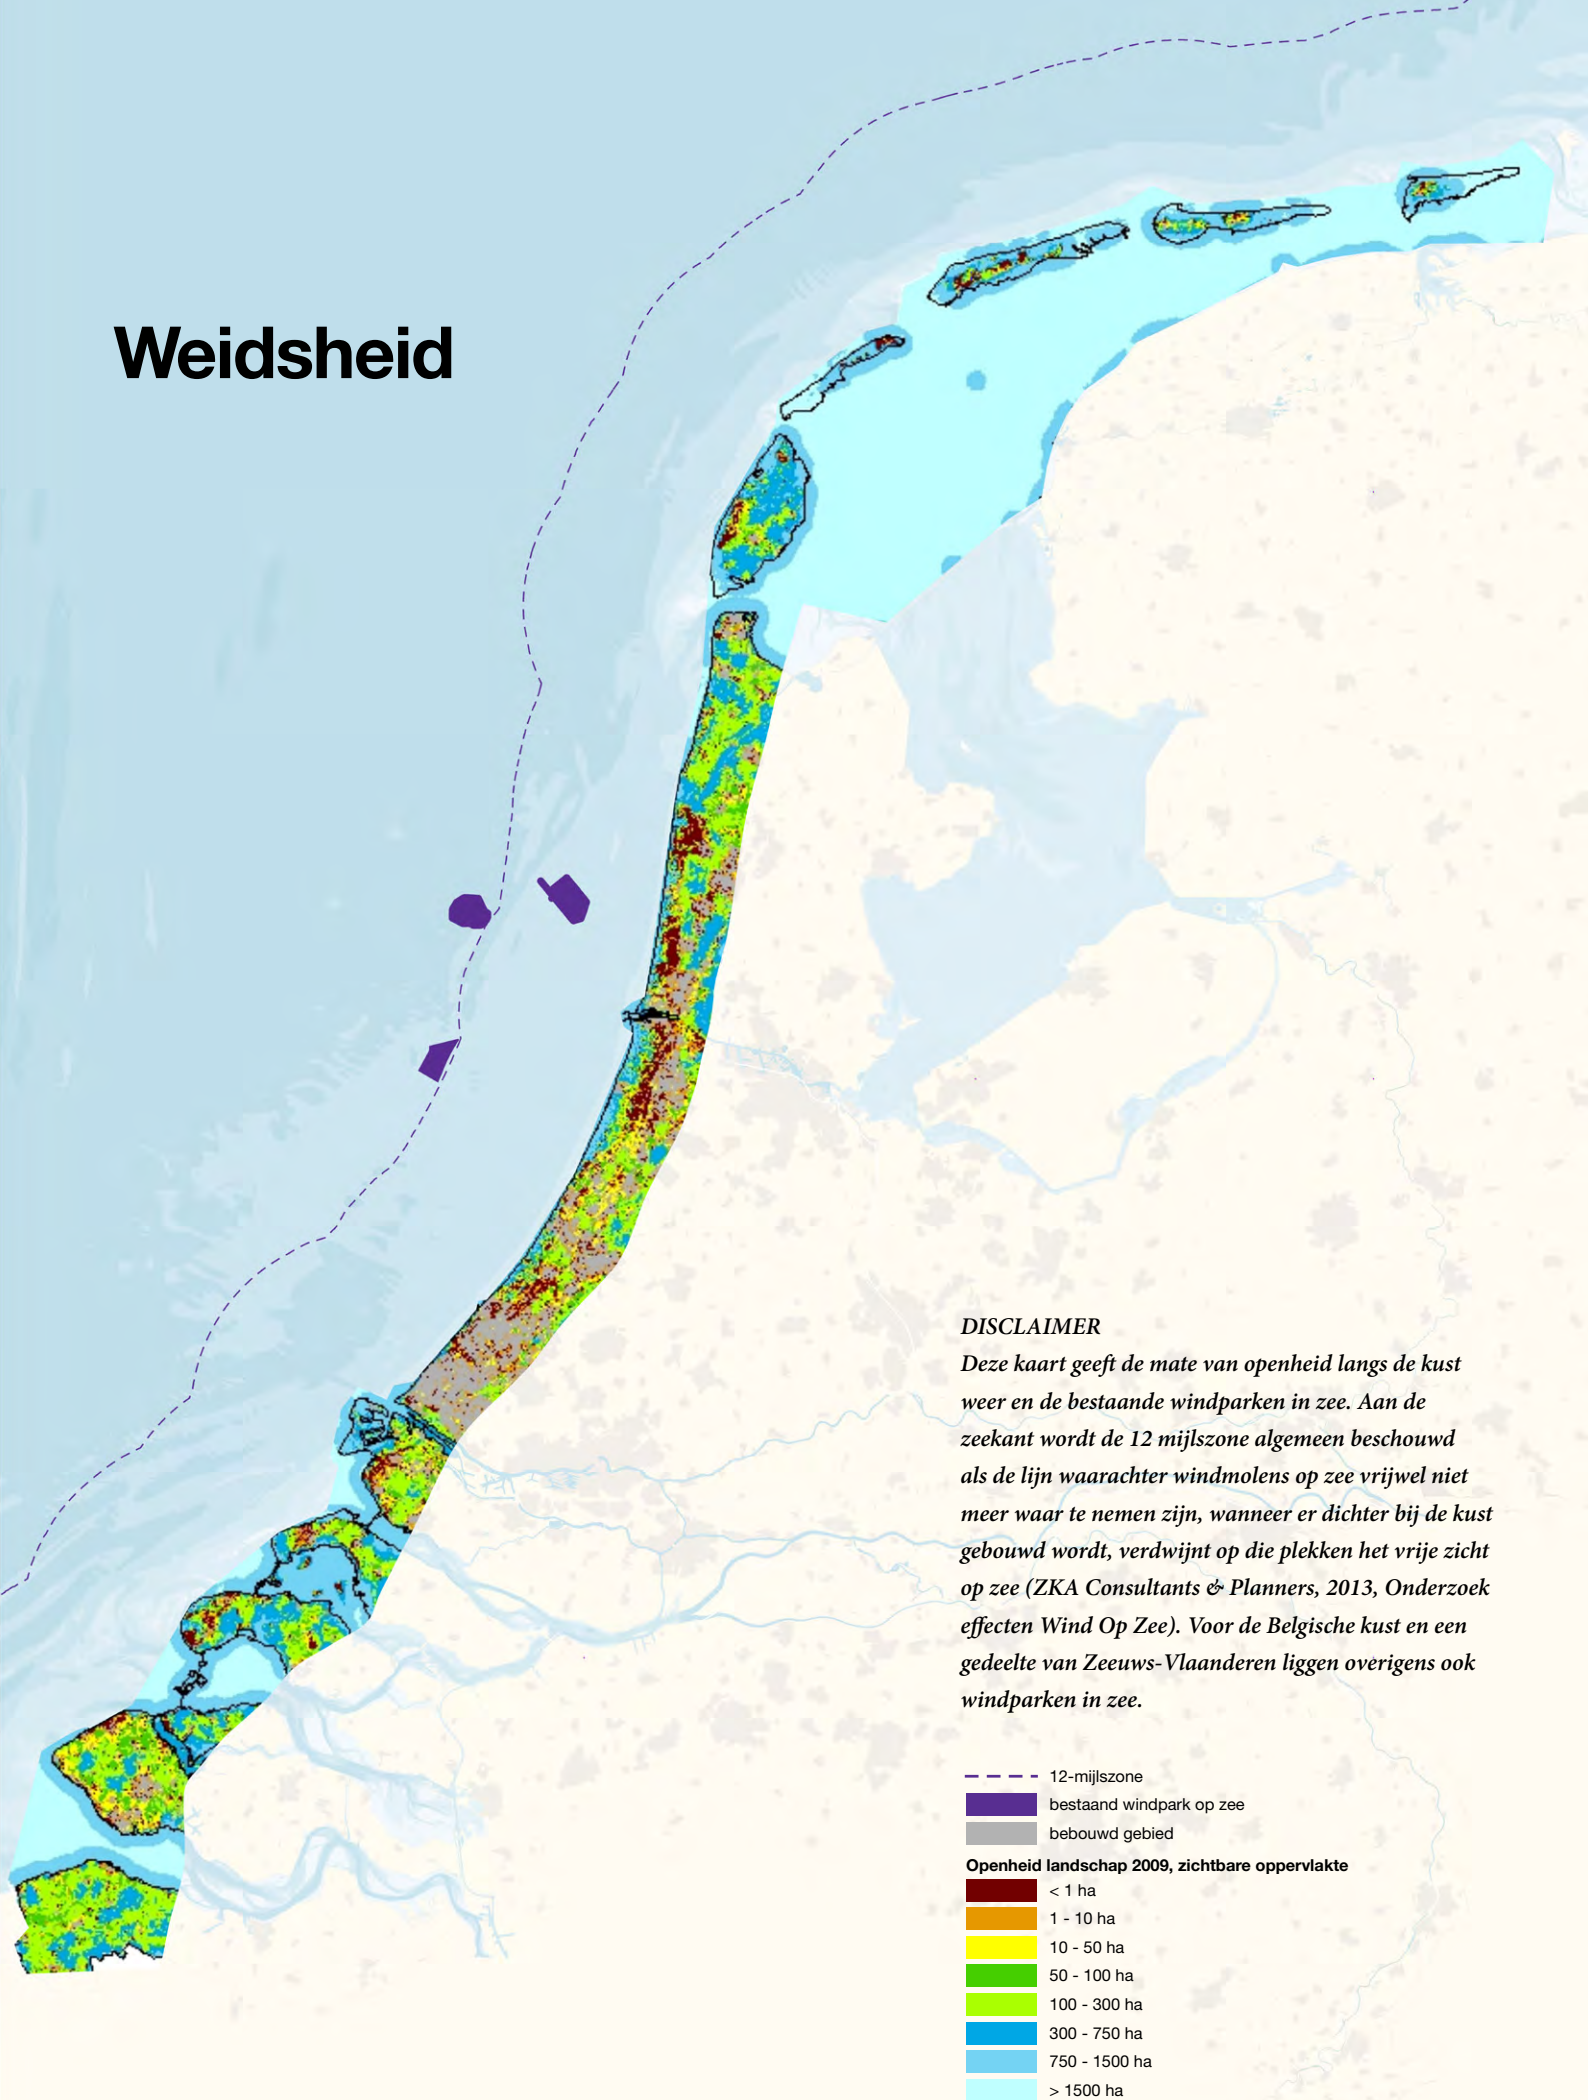 Weidsheid
DISCLAIMER
Deze kaart geeft de mate van openheid langs de kust
weer en de bestaande windparken in zee. Aan de
zeekant wordt de 12 mijlszone algemeen beschouwd
als de lijn waarachter windmolens op zee vrijwel niet
meer waar te nemen zijn, wanneer er dichter bij de kust
gebouwd wordt, verdwijnt op die plekken het vrije zicht
op zee (ZKA Consultants & Planners, 2013, Onderzoek
effecten Wind Op Zee). Voor de Belgische kust en een
gedeelte van Zeeuws-Vlaanderen liggen overigens ook
windparken in zee.
12-mijlszone
bestaand windpark op zee
bebouwd gebied
Openheid landschap 2009, zichtbare oppervlakte
< 1 ha
1 - 10 ha
10 - 50 ha
50 - 100 ha
100 - 300 ha
300 - 750 ha
750 - 1500 ha
> 1500 ha